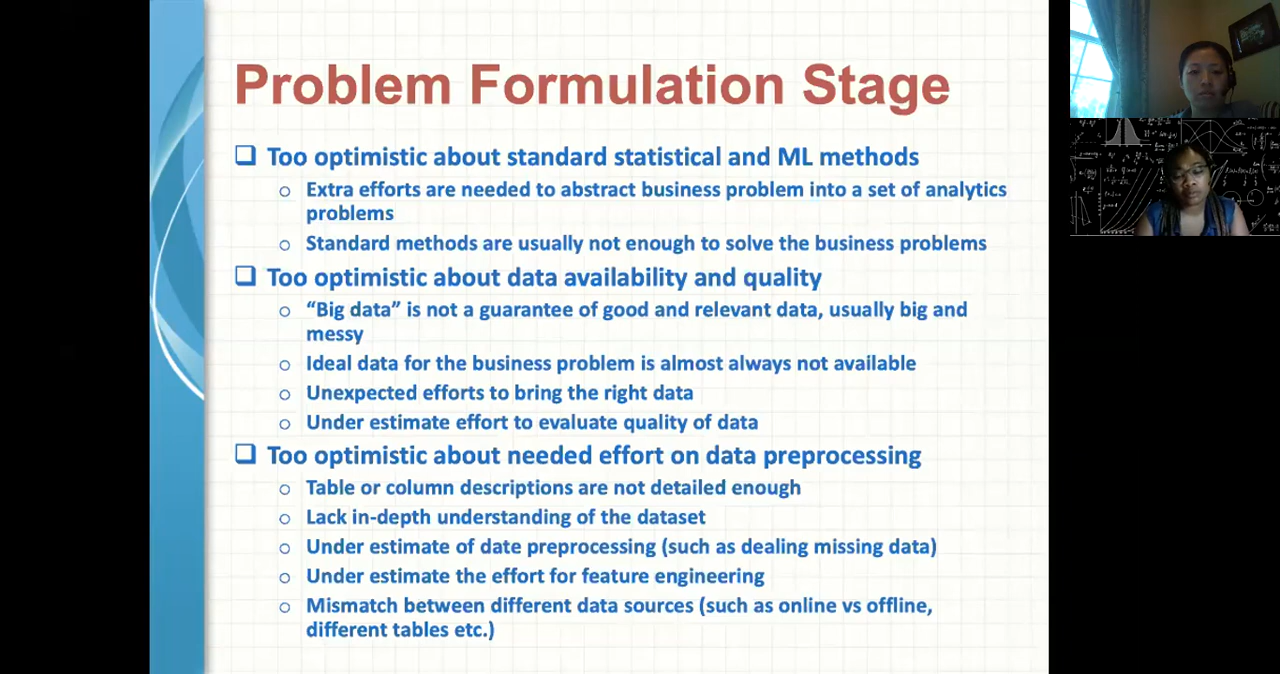 Problem Formulation Stage
Too optimistic about standard statistical and ML methods
Extra efforts are needed to abstract business problem into a set of analytics
problems
Standard methods are usually not enough to solve the business problems
Too optimistic about data availability and quality
“Big data” is not a guarantee of good and relevant data, usually big and
messy
Ideal data for the business problem is almost always not available
Unexpected efforts to bring the right data
Under estimate effort to evaluate quality of data
Too optimistic about needed effort on data preprocessing
Table or column descriptions are not detailed enough
Lack in-depth understanding of the dataset
Under estimate of date preprocessing (such as dealing missing data)
Under estimate the effort for feature engineering
Mismatch between different data sources (such as online vs offline,
different tables etc.)